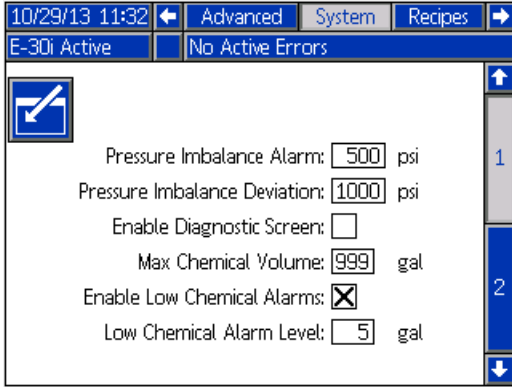 10/29/13 11:32 Advanced System Recipes
E-30i Active No Active Errors
Pressure Imbalance Alarm: 500 psi
1
Pressure Imbalance Deviation: 1000 psi
Enable Diagnostic Screen:
Max Chemical Volume: 999 gal
Enable Low Chemical Alarms: X
2
Low Chemical Alarm Level: 5 gal